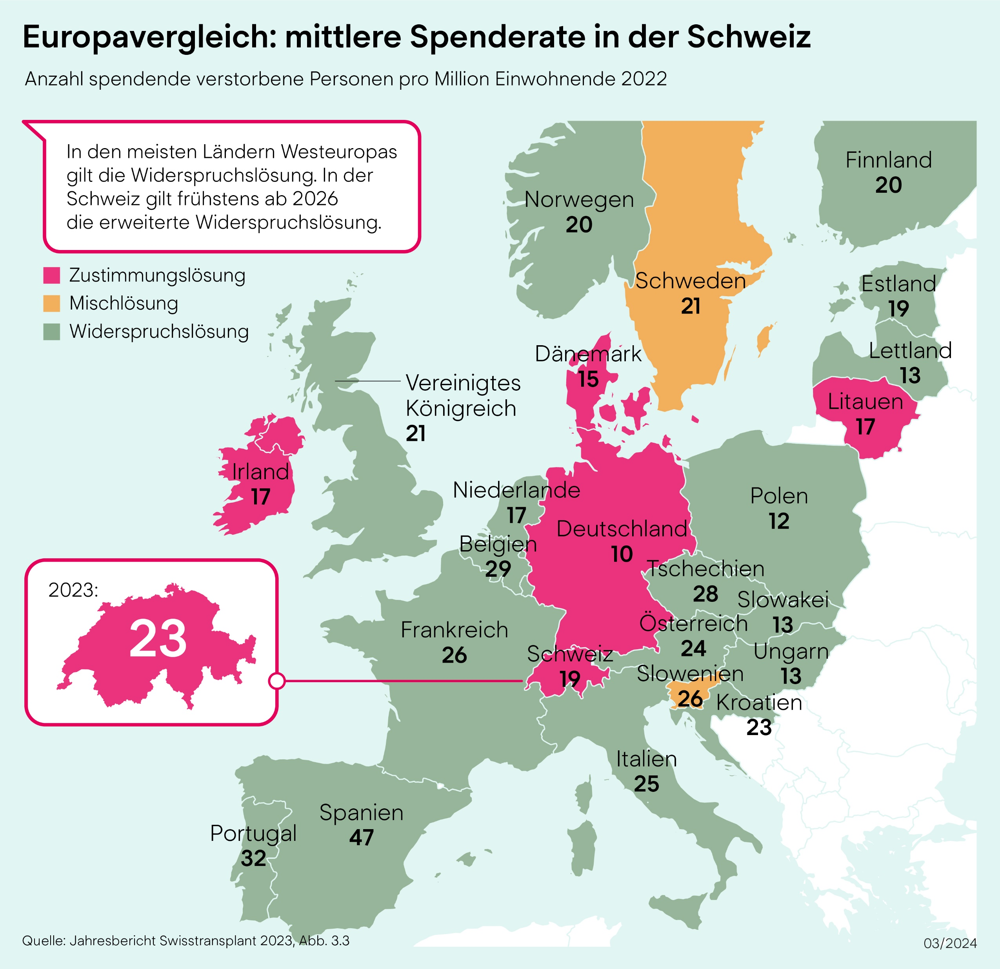 Europavergleich: mittlere Spenderate in der Schweiz
Anzahl spendende verstorbene Personen pro Million Einwohnende 2022
In den meisten Ländern Westeuropas
gilt die Widerspruchslösung. In der
Schweiz gilt frühstens ab 2026
die erweiterte Widerspruchslösung.
Zustimmungslösung
Mischlösung
Widerspruchslösung
Finnland
20
Norwegen
20
Schweden
21
Estland
19
Lettland
13
Dänemark
15
Litauen
17
Vereinigtes
Königreich
21
Irland
17
Niederlande
17
Polen
12
Deutschland
10
Belgien
29
Tschechien
28
Slowakei
13
Österreich
24
Frankreich
26
Ungarn
13
Schweiz
19
Slowenien
26
Kroatien
23
2023:
23
Italien
25
Spanien
47
Portugal
32
Quelle: Jahresbericht Swisstransplant 2023, Abb. 3.3
03/2024